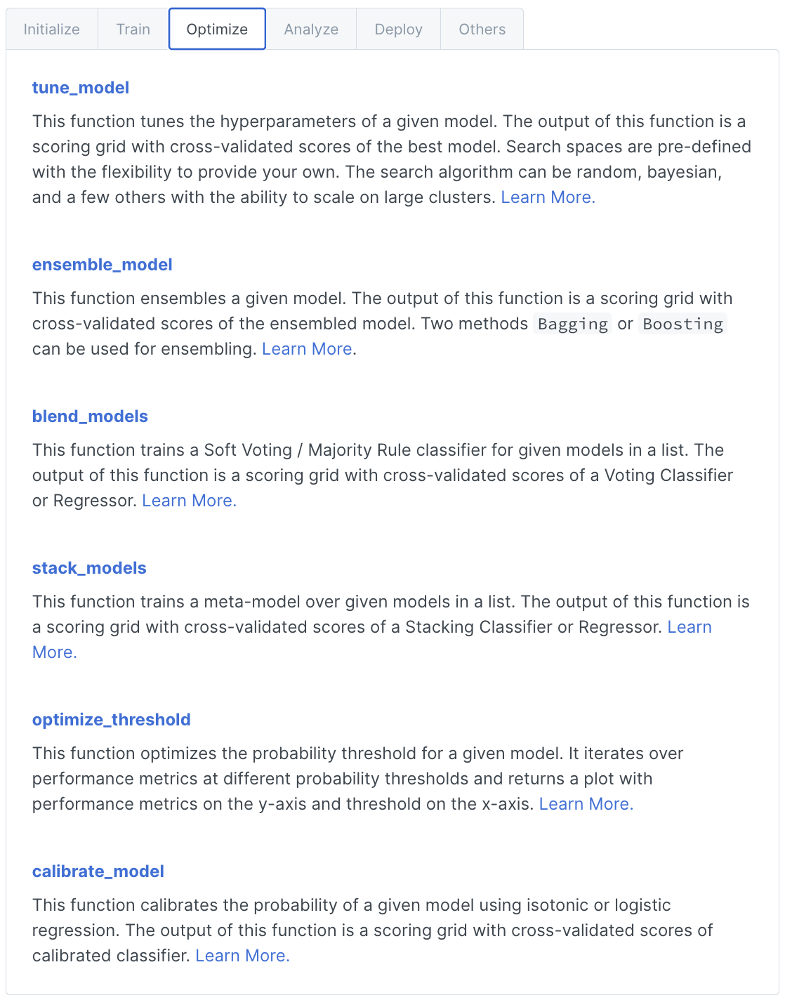 Initialize Train Optimize Analyze Deploy Others
tune_model
This function tunes the hyperparameters of a given model. The output of this function is a
scoring grid with cross-validated scores of the best model. Search spaces are pre-defined
with the flexibility to provide your own. The search algorithm can be random, bayesian,
and a few others with the ability to scale on large clusters. Learn More.
ensemble_model
This function ensembles a given model. The output of this function is a scoring grid with
cross-validated scores of the ensembled model. Two methods Bagging or Boosting
can be used for ensembling. Learn More.
blend_models
This function trains a Soft Voting / Majority Rule classifier for given models in a list. The
output of this function is a scoring grid with cross-validated scores of a Voting Classifier
or Regressor. Learn More.
stack_models
This function trains a meta-model over given models in a list. The output of this function is
a scoring grid with cross-validated scores of a Stacking Classifier or Regressor. Learn
More.
optimize_threshold
This function optimizes the probability threshold for a given model. It iterates over
performance metrics at different probability thresholds and returns a plot with
performance metrics on the y-axis and threshold on the x-axis. Learn More.
calibrate_model
This function calibrates the probability of a given model using isotonic or logistic
regression. The output of this function is a scoring grid with cross-validated scores of
calibrated classifier. Learn More.